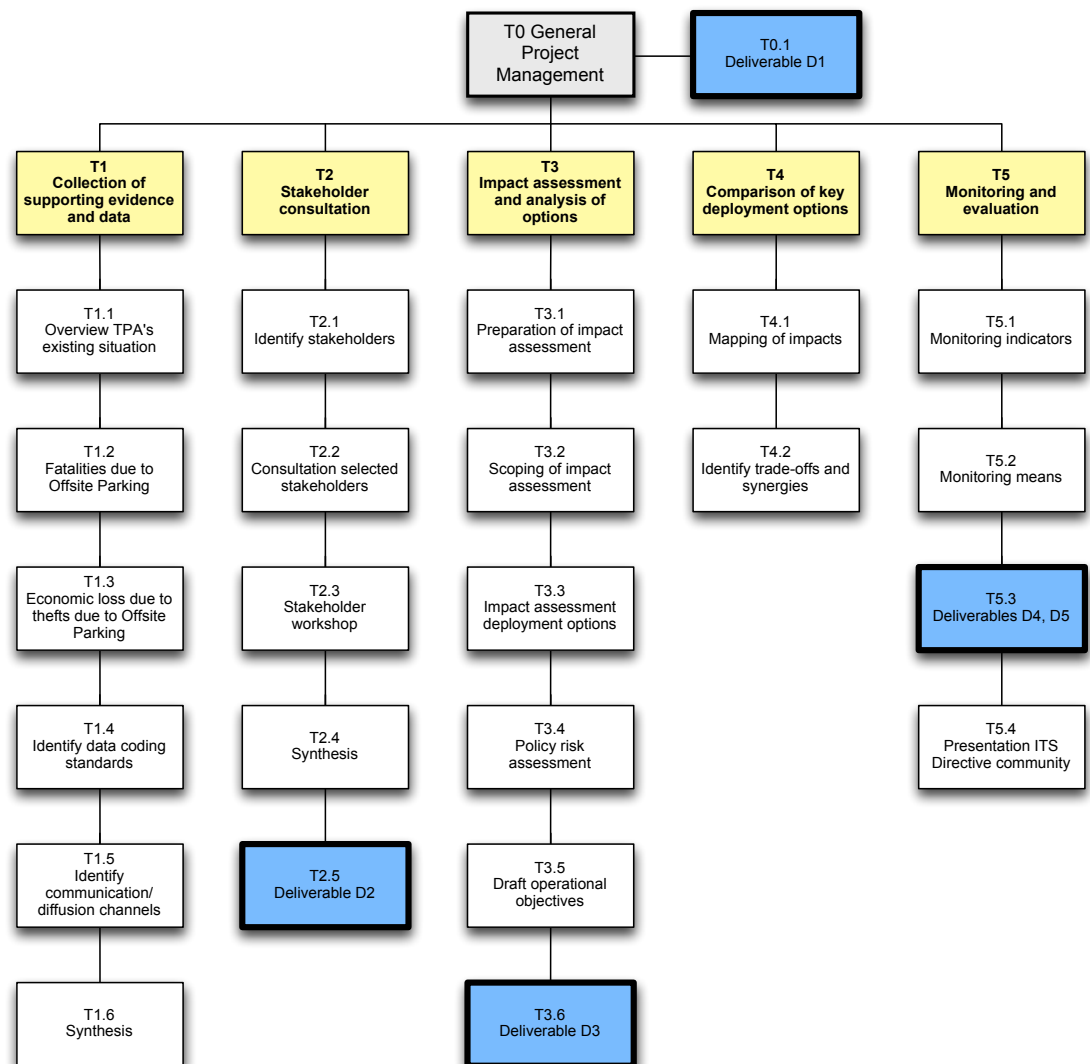 T0 General
Project
Management
T0.1
Deliverable D1
T1
Collection of
supporting evidence
and data
T2
Stakeholder
consultation
T3
Impact assessment
and analysis of
options
T4
Comparison of key
deployment options
T5
Monitoring and
evaluation
T1.1
Overview TPA's
existing situation
T2.1
Identify stakeholders
T3.1
Preparation of impact
assessment
T4.1
Mapping of impacts
T5.1
Monitoring indicators
T1.2
Fatalities due to
Offsite Parking
T2.2
Consultation selected
stakeholders
T3.2
Scoping of impact
assessment
T4.2
Identify trade-offs and
synergies
T5.2
Monitoring means
T1.3
Economic loss due to
thefts due to Offsite
Parking
T2.3
Stakeholder
workshop
T3.3
Impact assessment
deployment options
T5.3
Deliverables D4, D5
T1.4
Identify data coding
standards
T2.4
Synthesis
T3.4
Policy risk
assessment
T5.4
Presentation ITS
Directive community
T1.5
Identify
communication/
diffusion channels
T2.5
Deliverable D2
T3.5
Draft operational
objectives
T1.6
Synthesis
T3.6
Deliverable D3